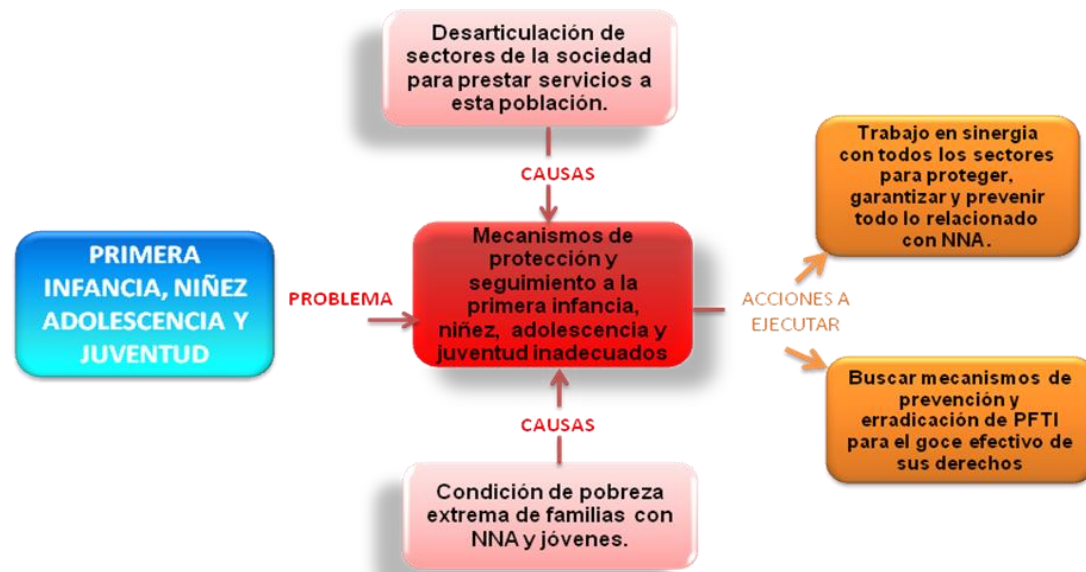 Desarticulación de
sectores de la sociedad
para prestar servicios a
esta población.
CAUSAS
PRIMERA
INFANCIA, NIÑEZ
ADOLESCENCIA Y
JUVENTUD
PROBLEMA
Mecanismos de
protección y
seguimiento a la
primera infancia,
niñez, adolescencia y
juventud inadecuados
CAUSAS
Condición de pobreza
extrema de familias con
NNA y jóvenes.
ACCIONES A
EJECUTAR
Trabajo en sinergia
con todos los sectores
para proteger,
garantizar y prevenir
todo lo relacionado
con NNA.
Buscar mecanismos de
prevención y
erradicación de PFTI
para el goce efectivo de
sus derechos